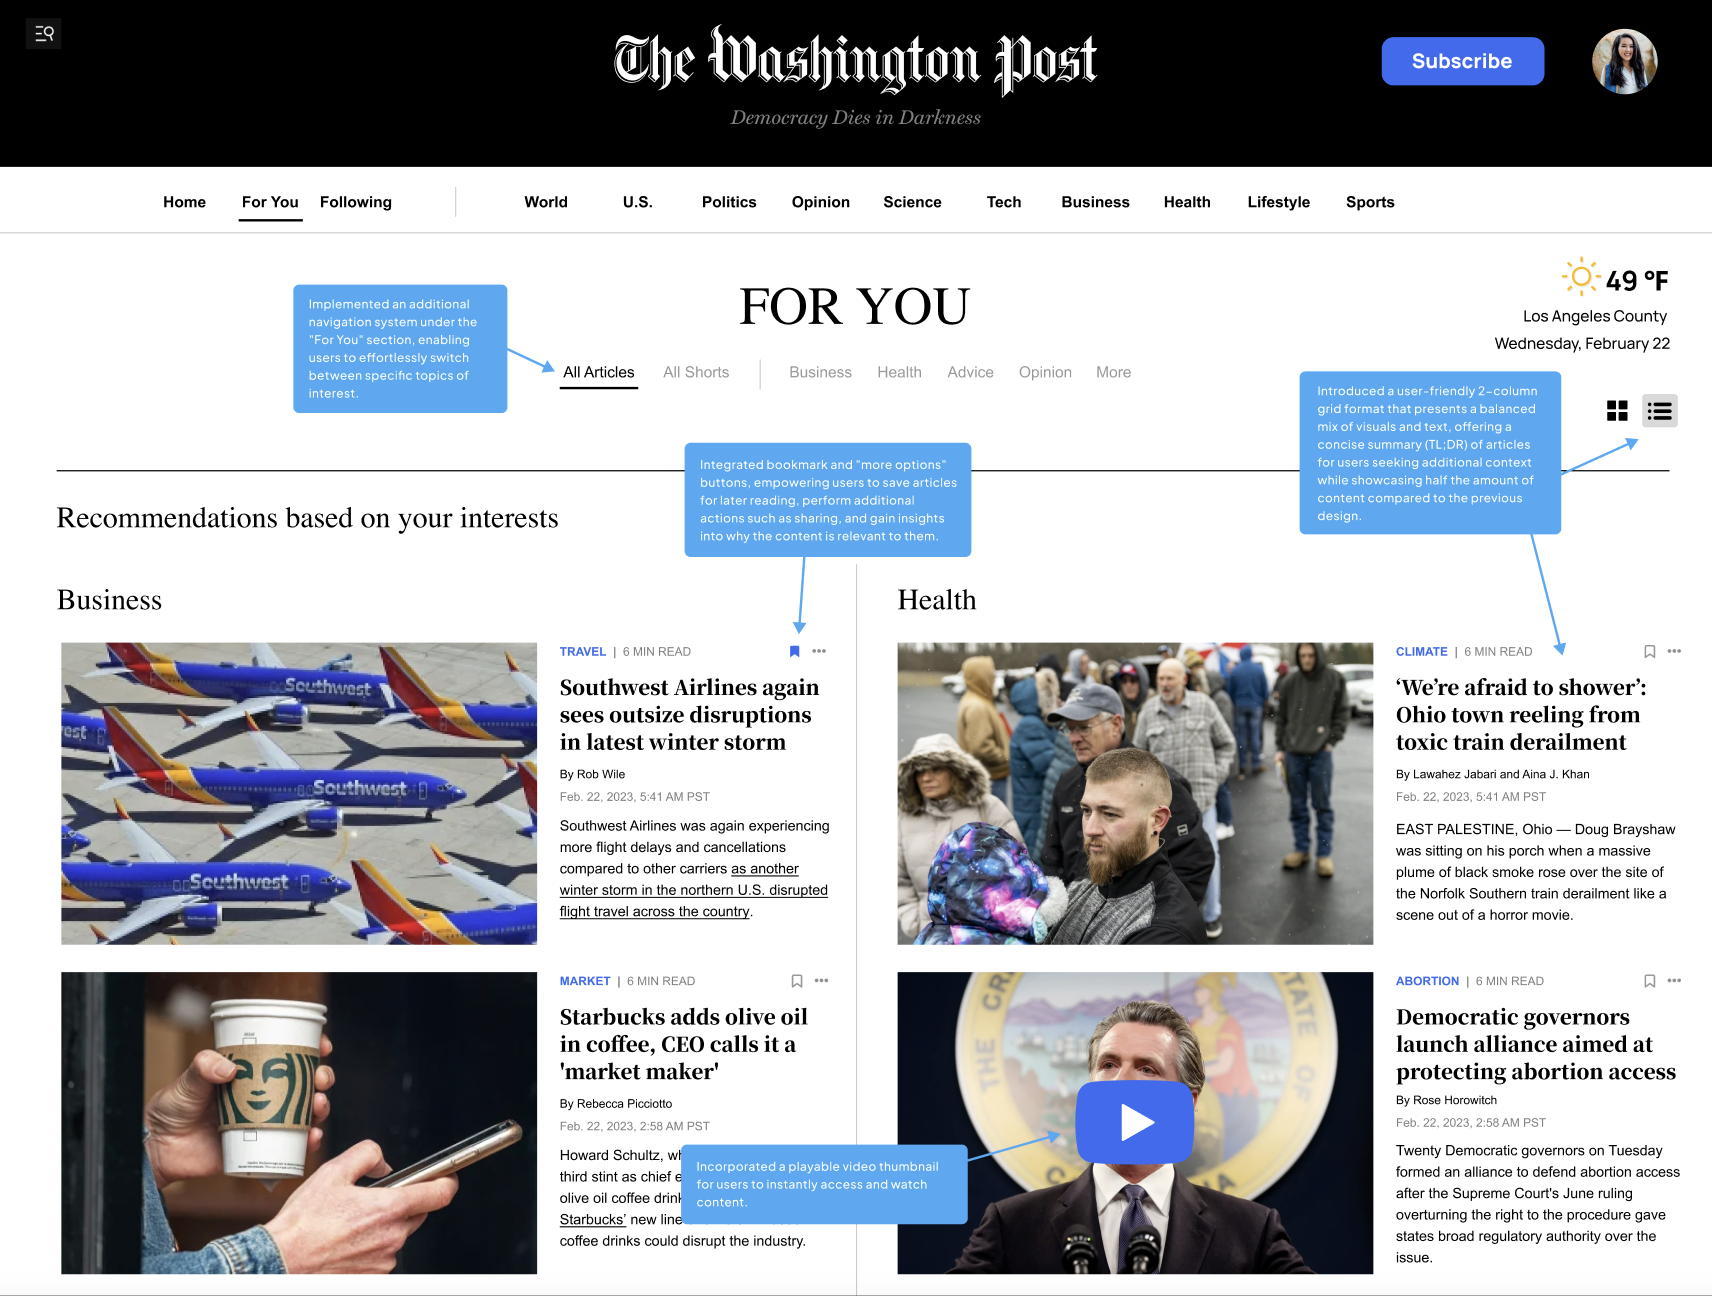 The Washington Post
Subscribe
Democracy Dies in Darkness
Home
For You
Following
World
U.S.
Politics
Opinion
Science
Tech
Business
Health
Lifestyle
Sports
49 °F
Los Angeles County
Wednesday, February 22
FOR YOU
Implemented an additional
navigation system under the
"For You" section, enabling
users to effortlessly switch
between specific topics of
interest.
All Articles
All Shorts
Business
Health
Advice
Opinion
More
Introduced a user-friendly 2-column
grid format that presents a balanced
mix of visuals and text, offering a
concise summary (TL;DR) of articles
for users seeking additional context
while showcasing half the amount of
content compared to the previous
design.
Integrated bookmark and "more options"
buttons, empowering users to save articles
for later reading, perform additional
actions such as sharing, and gain insights
into why the content is relevant to them.
Recommendations based on your interests
Business
Southwest
Southwest
Southwest
TRAVEL | 6 MIN READ
Southwest Airlines again
sees outsize disruptions
in latest winter storm
By Rob Wile
Feb. 22, 2023, 5:41 AM PST
Southwest Airlines was again experiencing
more flight delays and cancellations
compared to other carriers as another
winter storm in the northern U.S. disrupted
flight travel across the country.
MARKET | 6 MIN READ
Starbucks adds olive oil
in coffee, CEO calls it a
'market maker'
By Rebecca Picciotto
Feb. 22, 2023, 2:58 AM PST
Howard Schultz,
third stint as chief
olive oil coffee
Starbucks’ new line
coffee drinks could disrupt the industry.
Health
CLIMATE | 6 MIN READ
‘We’re afraid to shower’:
Ohio town reeling from
toxic train derailment
By Lawahez Jabari and Aina J. Khan
Feb. 22, 2023, 5:41 AM PST
EAST PALESTINE, Ohio — Doug Brayshaw
was sitting on his porch when a massive
plume of black smoke rose over the site of
the Norfolk Southern train derailment like a
scene out of a horror movie.
THE
STATE OF
Incorporated a playable video thumbnail
for users to instantly access and watch
content.
ABORTION | 6 MIN READ
Democratic governors
launch alliance aimed at
protecting abortion access
By Rose Horowitch
Feb. 22, 2023, 2:58 AM PST
Twenty Democratic governors on Tuesday
formed an alliance to defend abortion access
after the Supreme Court's June ruling
overturning the right to the procedure gave
states broad regulatory authority over the
issue.